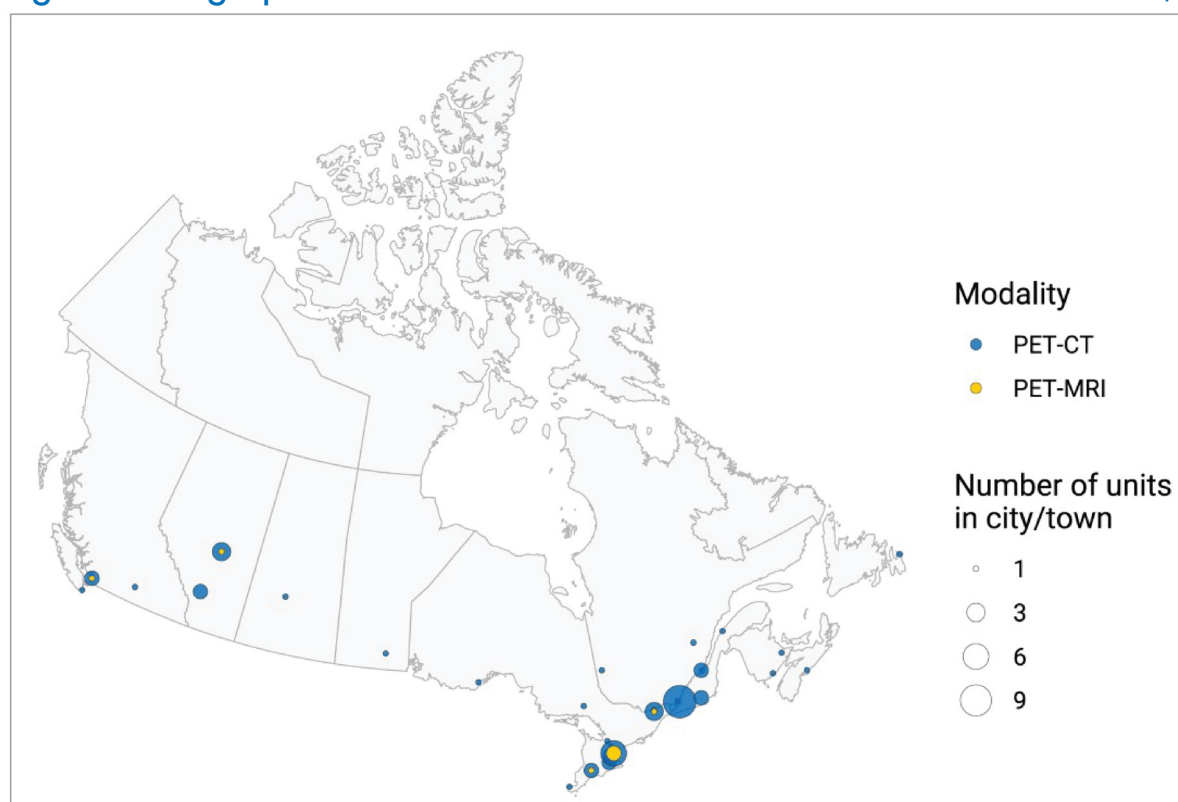 Modality
PET-CT
PET-MRI
Number of units
in city/town
1
3
6
9